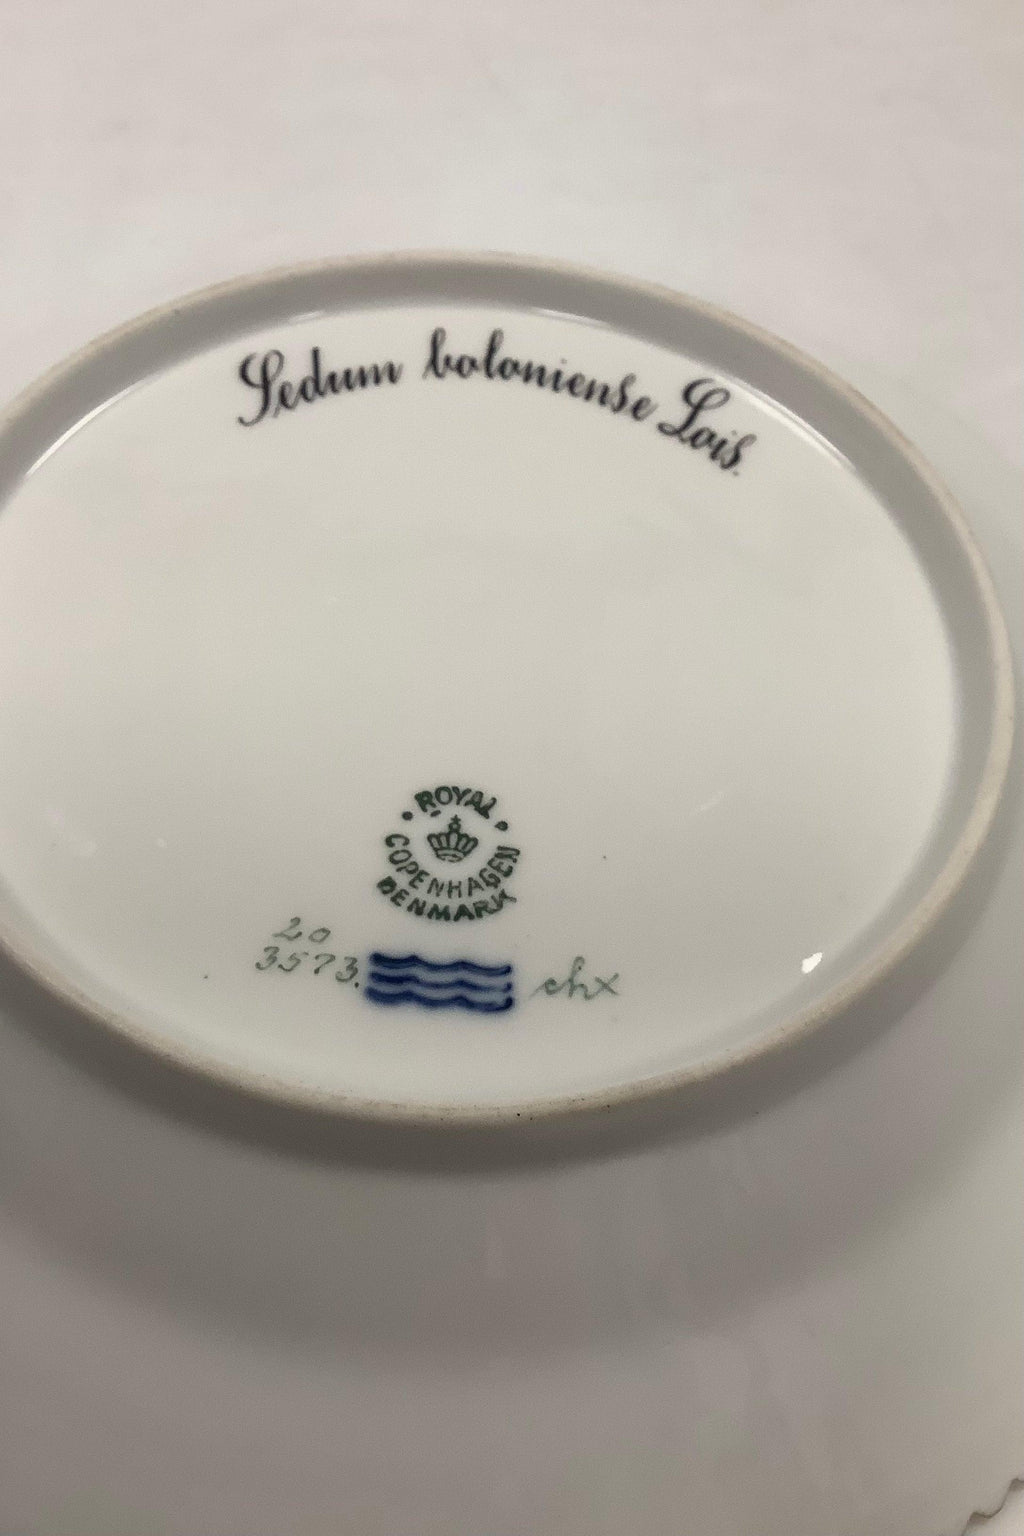 Sedum boloniense Lois.
ROYAL
COPENHAGEN
DENMARK
20
3573.
chx